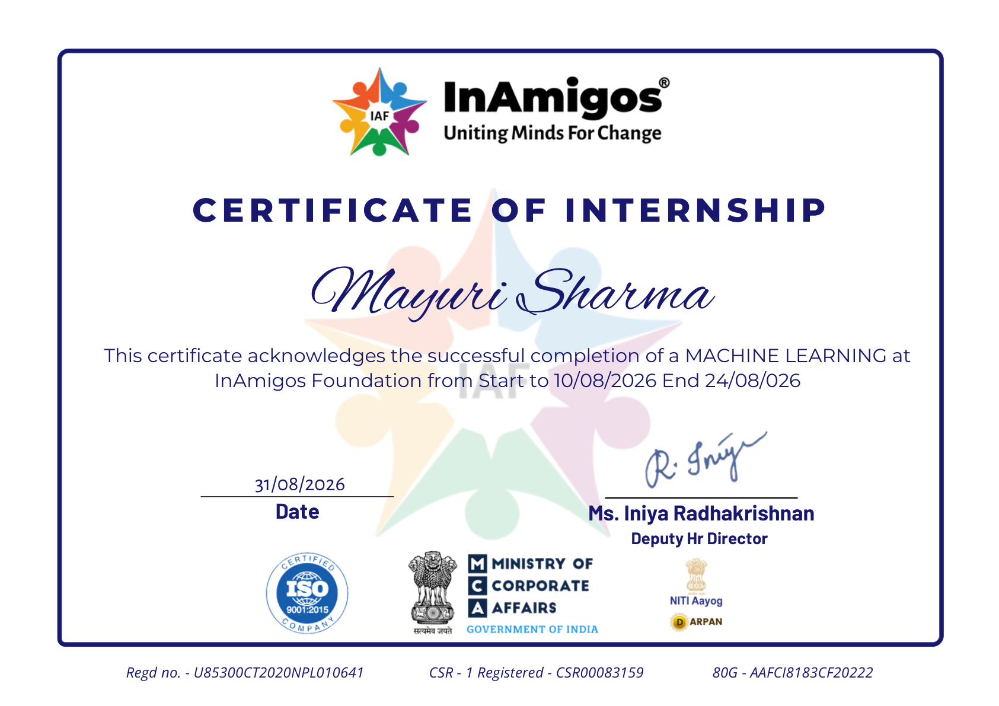 IAF
InAmigos®
Uniting Minds For Change
CERTIFICATE OF INTERNSHIP
Mayuri Sharma
This certificate acknowledges the successful completion of a MACHINE LEARNING at
InAmigos Foundation from Start to 10/08/2026 End 24/08/026
IAF
R. Iniya
31/08/2026
Date
Ms. Iniya Radhakrishnan
Deputy Hr Director
CERTIFIED
ISO
9001:2015
COMPANY
सत्यमेव जयते
M MINISTRY OF
C CORPORATE
A AFFAIRS
GOVERNMENT OF INDIA
NITI Aayog
D ARPAN
Regd no. - U85300CT2020NPL010641
CSR - 1 Registered - CSR00083159
80G - AAFCI8183CF20222